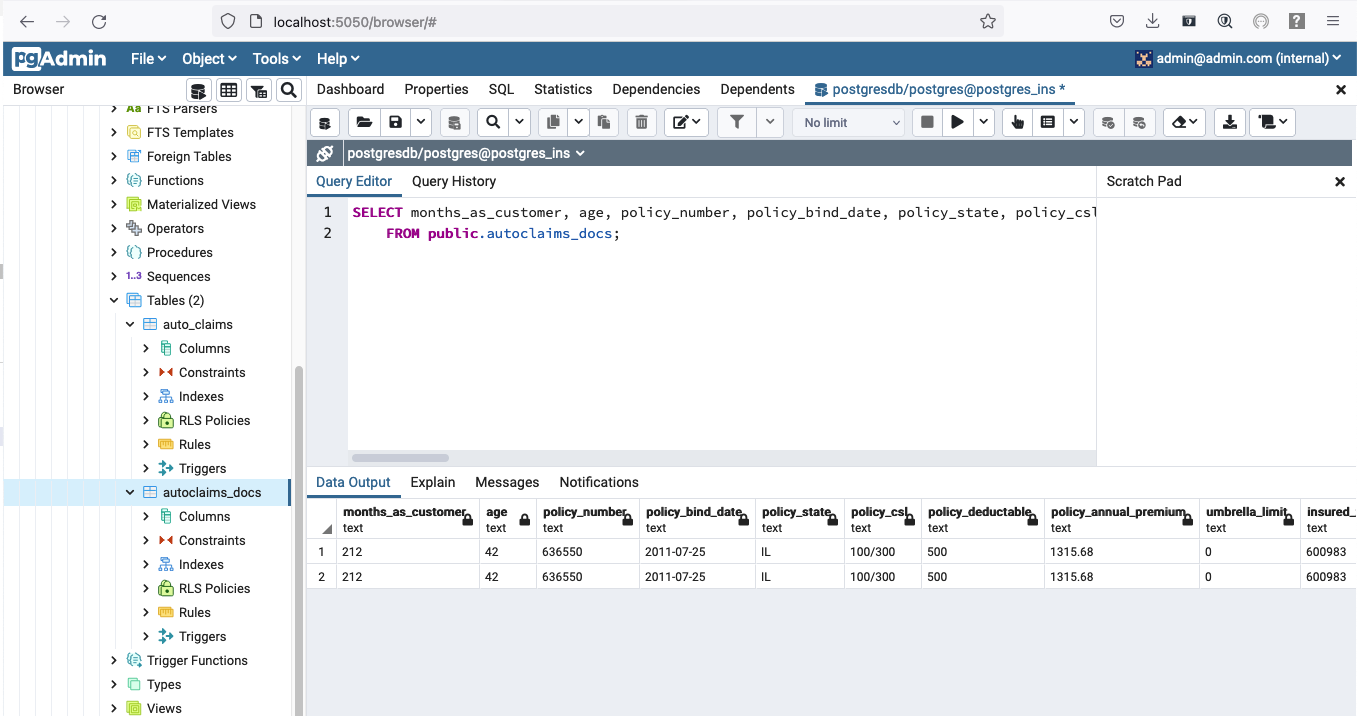 localhost:5050/browser/#
pgAdmin File Object Tools Help admin@admin.com (internal)
Browser
Dashboard Properties SQL Statistics Dependencies Dependents postgresdb/postgres@postgres_ins *
No limit
postgresdb/postgres@postgres_ins
Query Editor Query History
Scratch Pad
1 SELECT months_as_customer, age, policy_number, policy_bind_date, policy_state, policy_csl
2 FROM public.autoclaims_docs;
Aa FTS Parsers
FTS Templates
Foreign Tables
Functions
Materialized Views
Operators
Procedures
1..3 Sequences
Tables (2)
auto_claims
Columns
Constraints
Indexes
RLS Policies
Rules
Triggers
autoclaims_docs
Columns
Constraints
Indexes
RLS Policies
Rules
Triggers
Trigger Functions
Types
Views
Data Output Explain Messages Notifications
months_as_customer age policy_number policy_bind_date policy_state policy_csl policy_deductable policy_annual_premium umbrella_limit insured_
text text text text text text text text text text
1 212 42 636550 2011-07-25 IL 100/300 500 1315.68 0 600983
2 212 42 636550 2011-07-25 IL 100/300 500 1315.68 0 600983